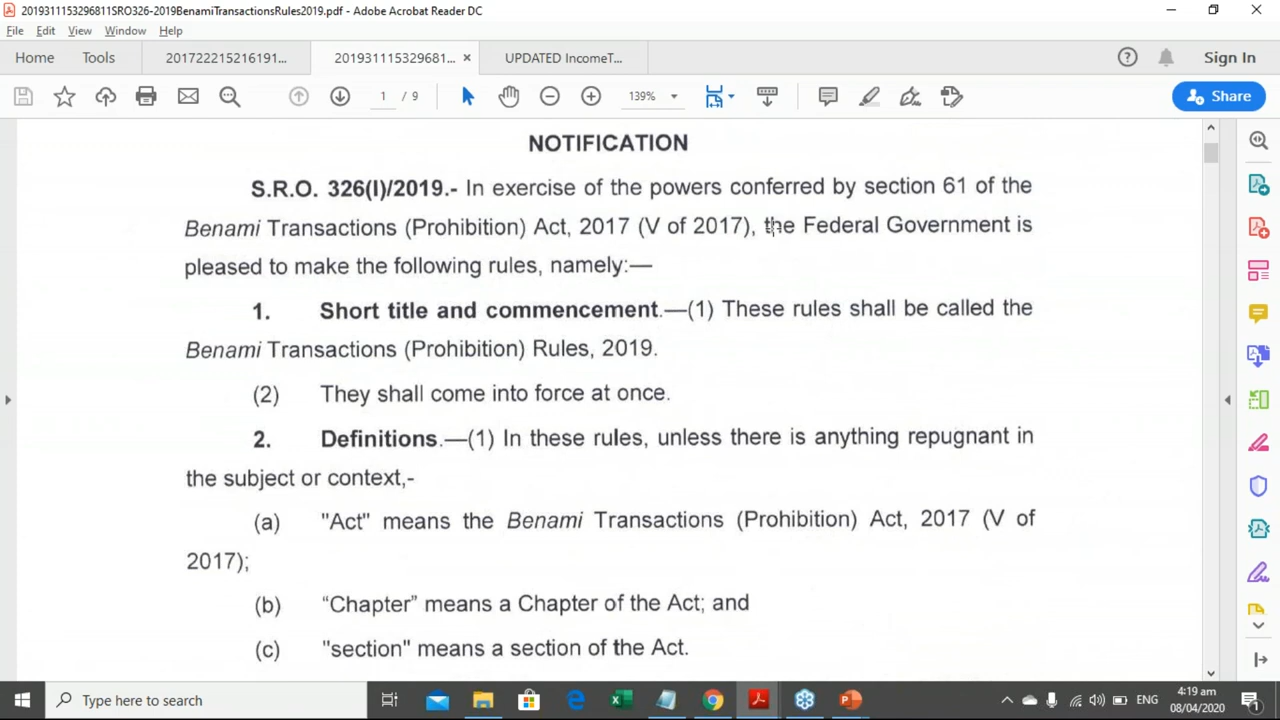 201931115329681​1SRO326-2019BenamiTransactionsRules2019.pdf - Adobe Acrobat Reader DC
File Edit View Window Help
Home Tools 201722215216191... 201931115329681... × UPDATED IncomeT... Sign In
1 / 9 139% Share
NOTIFICATION
S.R.O. 326(I)/2019.- In exercise of the powers conferred by section 61 of the
Benami Transactions (Prohibition) Act, 2017 (V of 2017), the Federal Government is
pleased to make the following rules, namely:—
1. Short title and commencement.—(1) These rules shall be called the
Benami Transactions (Prohibition) Rules, 2019.
(2) They shall come into force at once.
2. Definitions.—(1) In these rules, unless there is anything repugnant in
the subject or context,-
(a) "Act" means the Benami Transactions (Prohibition) Act, 2017 (V of
2017);
(b) “Chapter” means a Chapter of the Act; and
(c) "section" means a section of the Act.
Type here to search ENG 4:19 am
08/04/2020